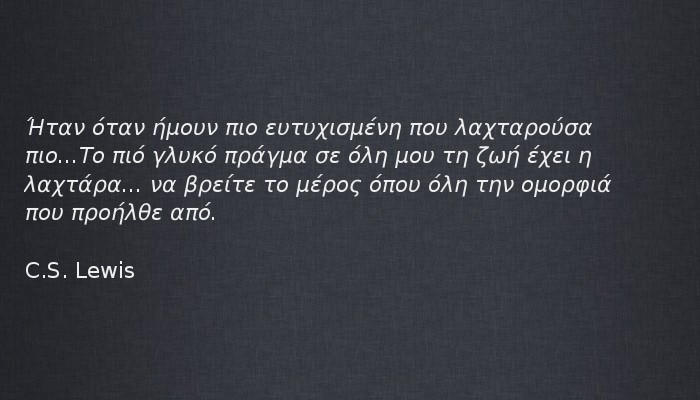 Ήταν όταν ήμουν πιο ευτυχισμένη που λαχταρούσα
πιο...Το πιό γλυκό πράγμα σε όλη μου τη ζωή έχει η
λαχτάρα... να βρείτε το μέρος όπου όλη την ομορφιά
που προήλθε από.
C.S. Lewis